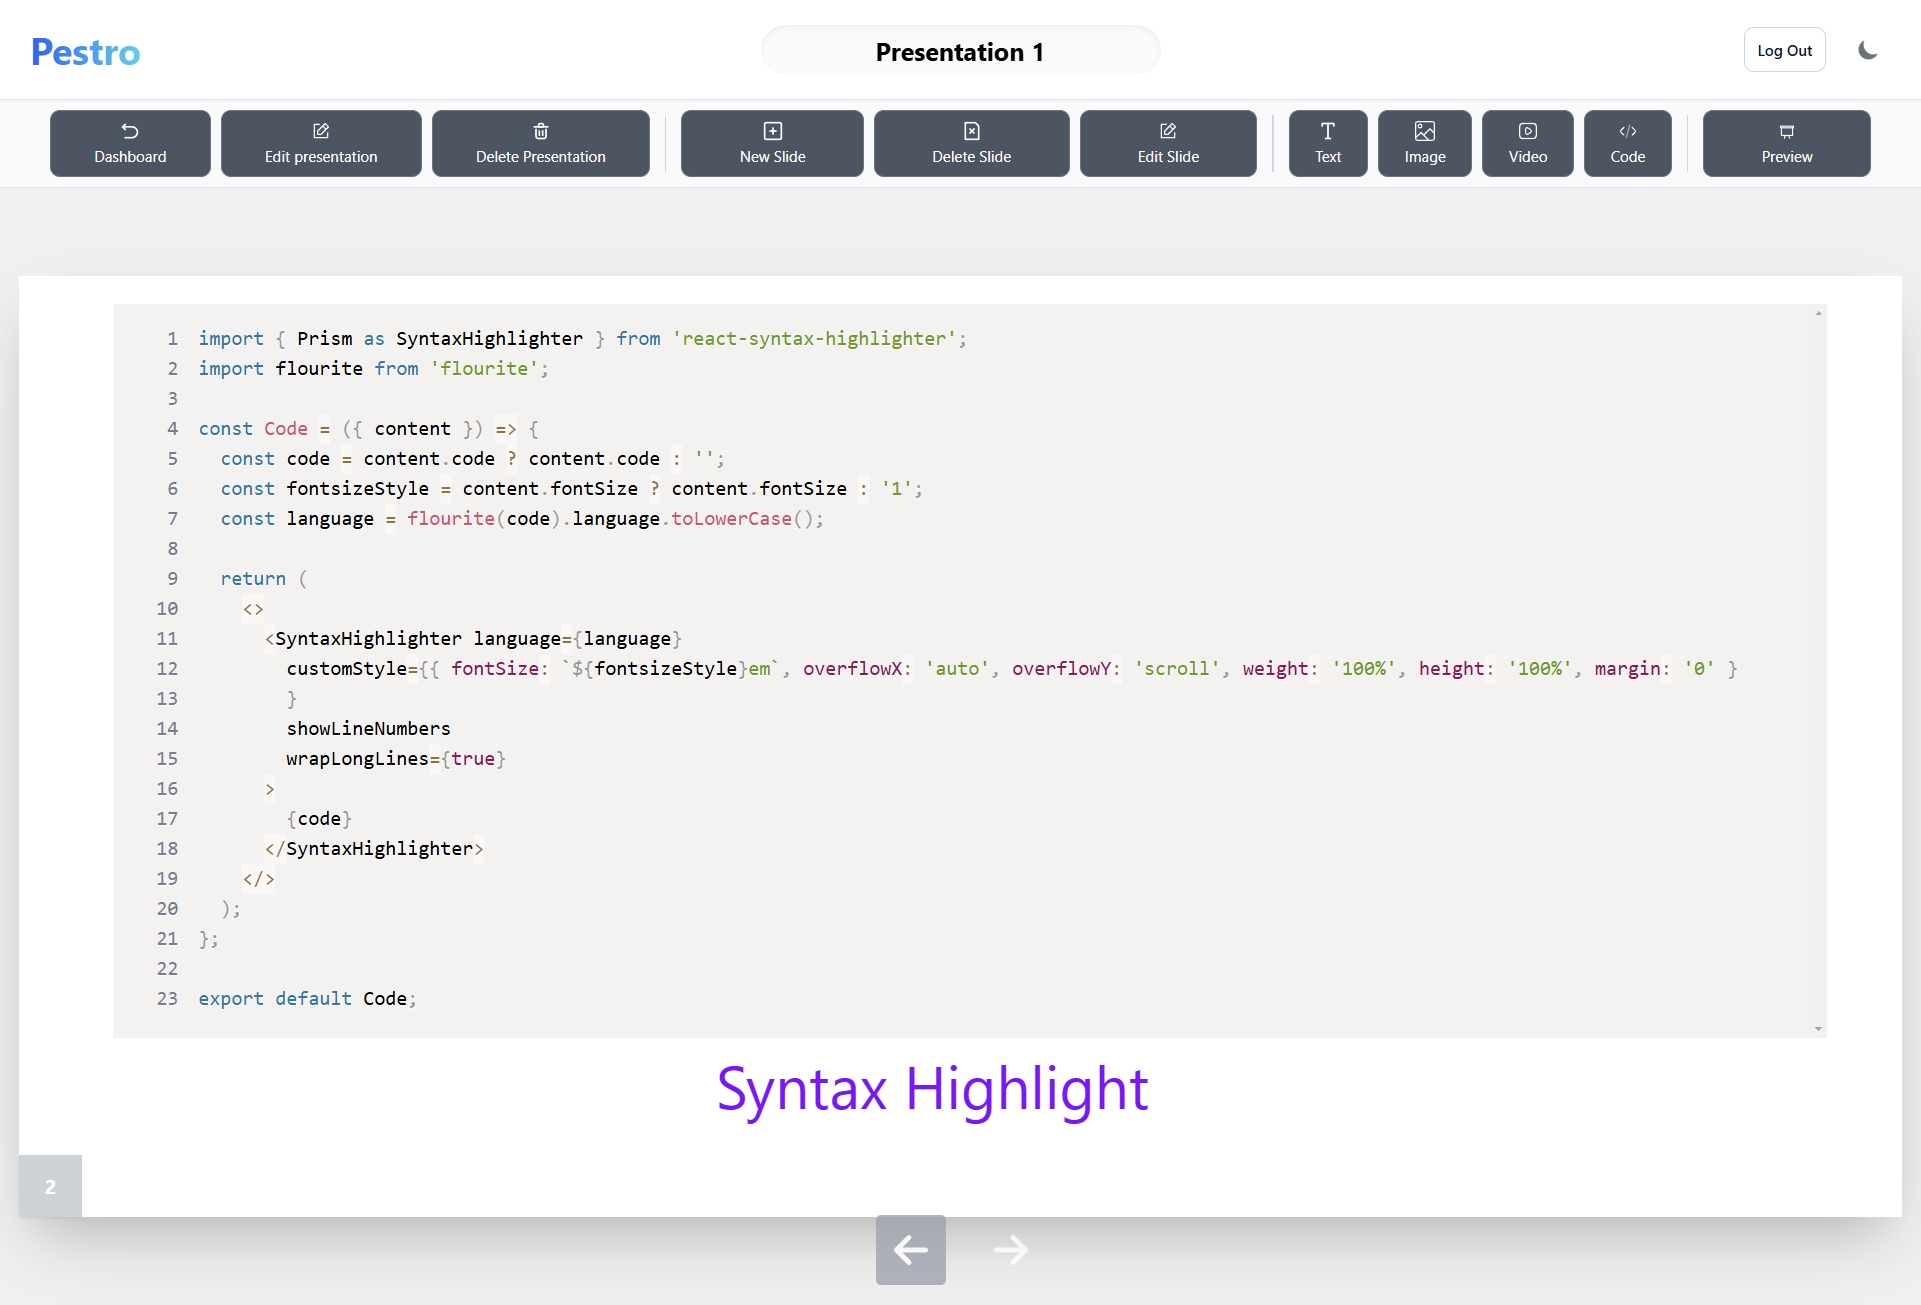 Pestro
Presentation 1
Log Out
Dashboard
Edit presentation
Delete Presentation
New Slide
Delete Slide
Edit Slide
Text
Image
Video
Code
Preview
1 import { Prism as SyntaxHighlighter } from 'react-syntax-highlighter';
2 import flourite from 'flourite';
3
4 const Code = ({ content }) => {
5   const code = content.code ? content.code : '';
6   const fontsizeStyle = content.fontSize ? content.fontSize : '1';
7   const language = flourite(code).language.toLowerCase();
8
9   return (
10     <>
11       <SyntaxHighlighter language={language}
12         customStyle={{ fontSize: `${fontsizeStyle}em`, overflowX: 'auto', overflowY: 'scroll', weight: '100%', height: '100%', margin: '0' }
13         }
14         showLineNumbers
15         wrapLongLines={true}
16       >
17         {code}
18       </SyntaxHighlighter>
19     </>
20   );
21 };
22
23 export default Code;
Syntax Highlight
2